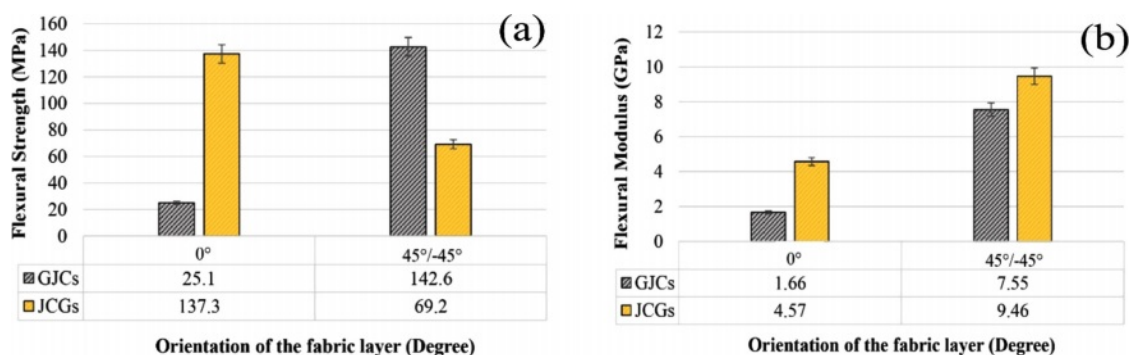 (a)
Flexural Strength (MPa)
160
140
120
100
80
60
40
20
0
0° 45°/-45°
GJCs 25.1 142.6
JCGs 137.3 69.2
Orientation of the fabric layer (Degree)
(b)
Flexural Modulus (GPa)
12
10
8
6
4
2
0
0° 45°/-45°
GJCs 1.66 7.55
JCGs 4.57 9.46
Orientation of the fabric layer (Degree)